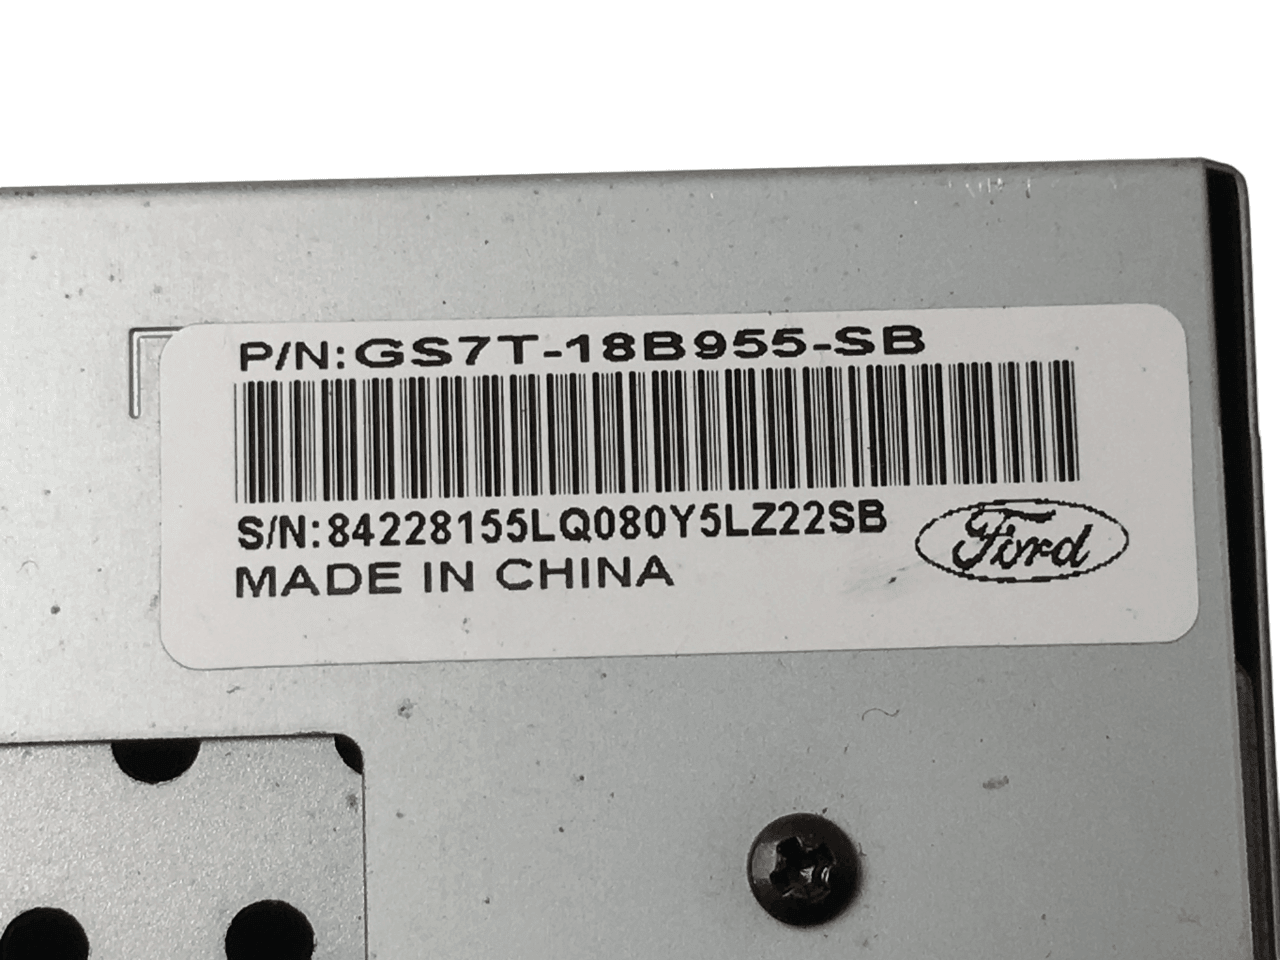 P/N:GS7T-18B955-SB
S/N:84228155LQ080Y5LZ22SB
MADE IN CHINA
Ford